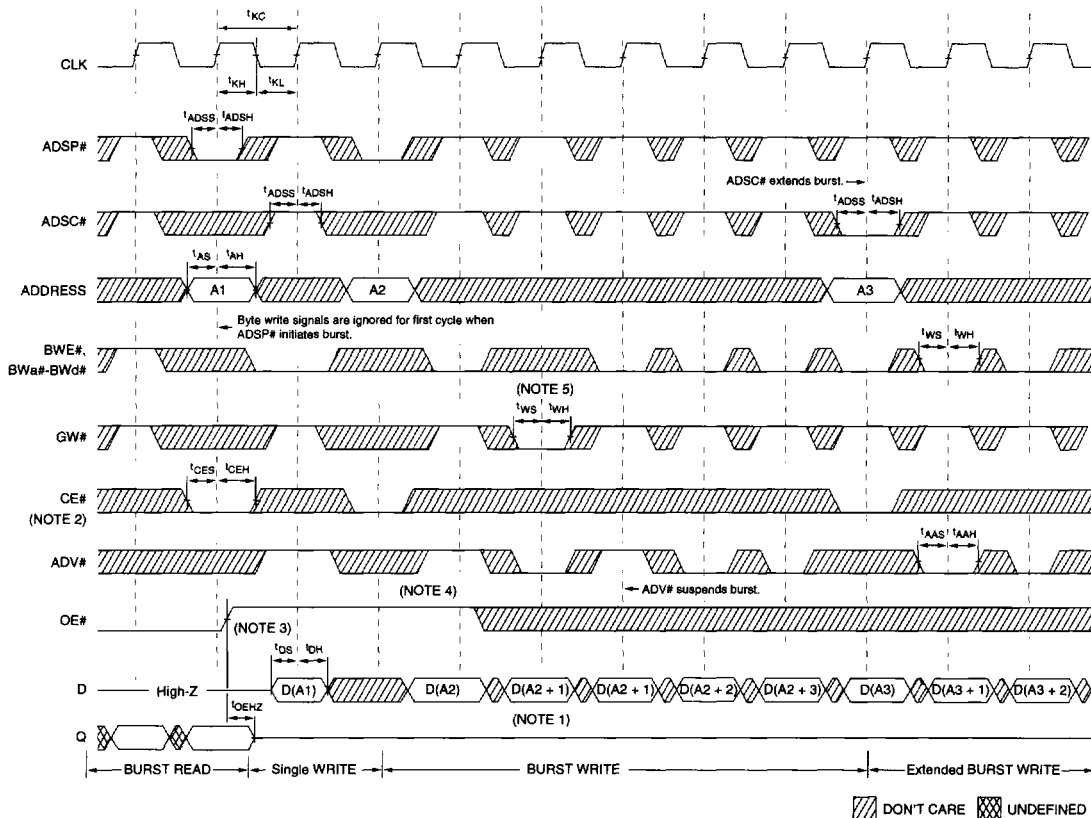 tKC
CLK
tKH tKL
tADSS tADSH
ADSP#
ADSC# extends burst.
tADSS tADSH
tADSS tADSH
ADSC#
tAS tAH
ADDRESS A1 A2 A3
Byte write signals are ignored for first cycle when
ADSP# initiates burst.
BWE#,
BWa#-BWd#
tWS tWH
(NOTE 5)
tWS tWH
GW#
tCES tCEH
CE#
(NOTE 2)
tAAS tAAH
ADV#
(NOTE 4) ADV# suspends burst.
OE#
(NOTE 3)
tDS tDH
D High-Z D(A1) D(A2) D(A2 + 1) D(A2 + 1) D(A2 + 2) D(A2 + 3) D(A3) D(A3 + 1) D(A3 + 2)
tOEHZ
(NOTE 1)
Q
BURST READ Single WRITE BURST WRITE Extended BURST WRITE
DON'T CARE UNDEFINED